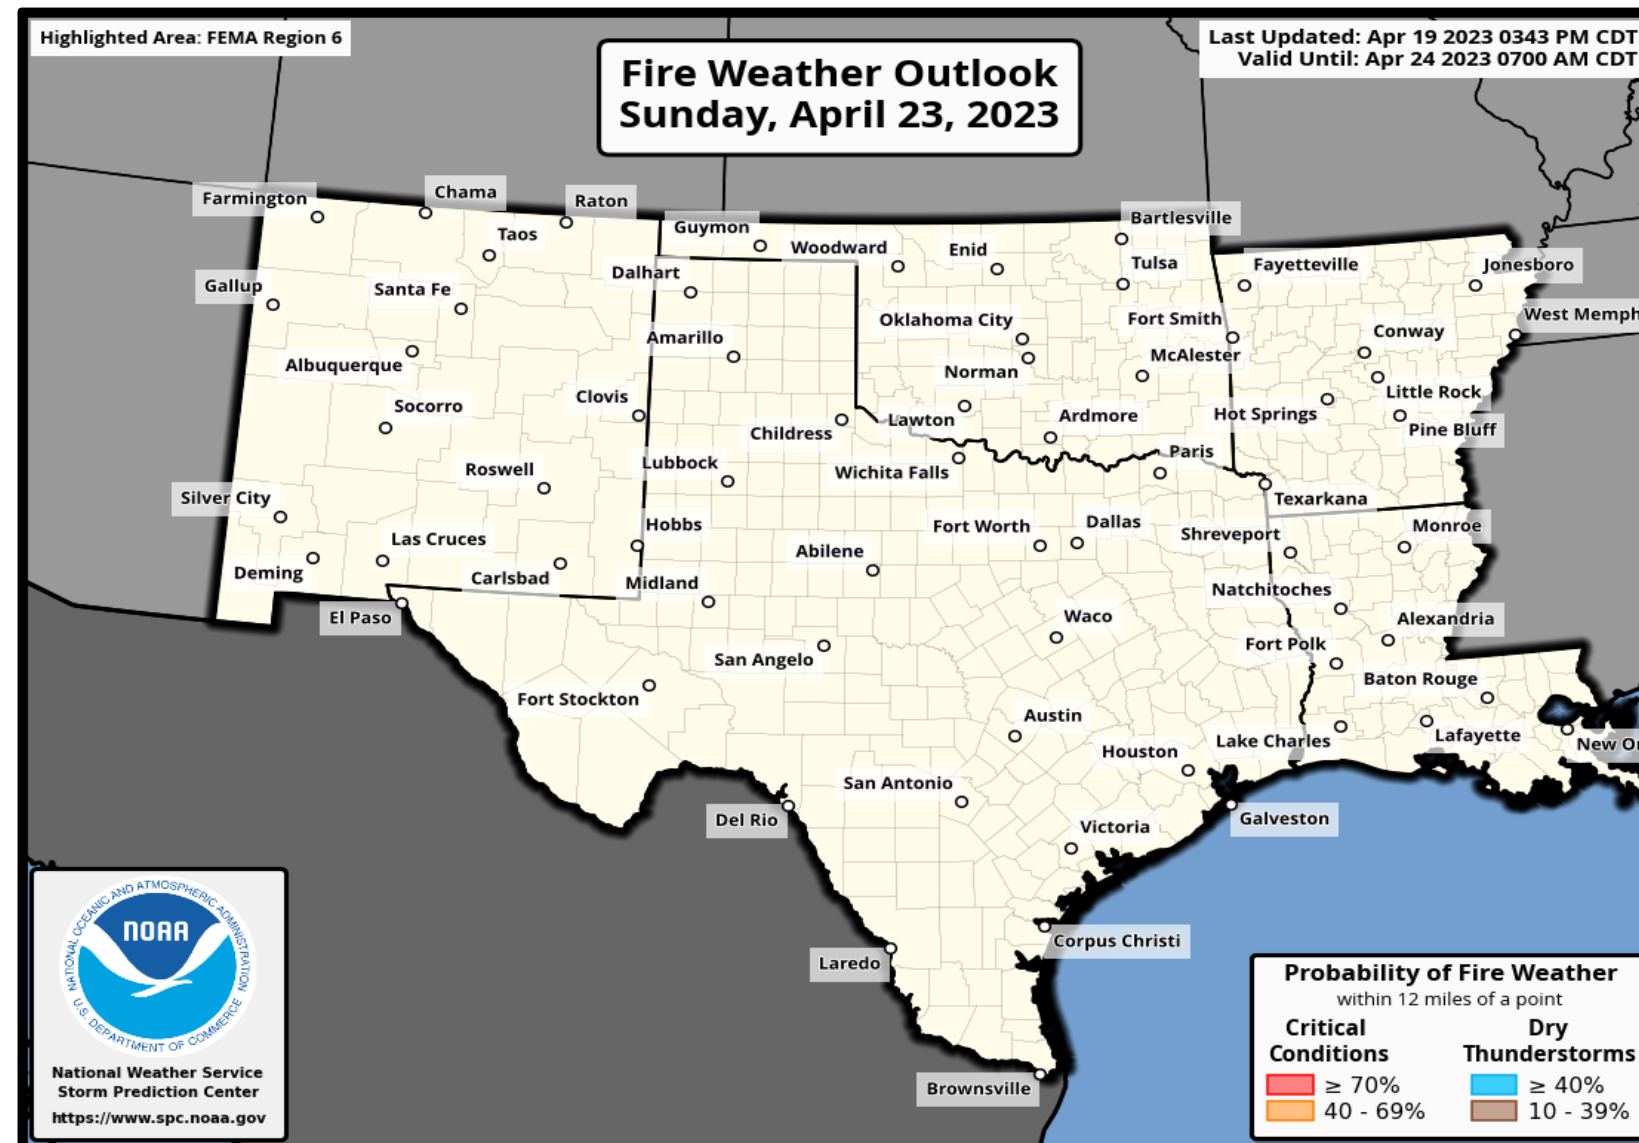 Highlighted Area: FEMA Region 6
Fire Weather Outlook
Sunday, April 23, 2023
Last Updated: Apr 19 2023 0343 PM CDT
Valid Until: Apr 24 2023 0700 AM CDT
Farmington
Chama
Raton
Taos
Guymon
Woodward
Enid
Bartlesville
Tulsa
Fayetteville
Jonesboro
Gallup
Santa Fe
Dalhart
Oklahoma City
Fort Smith
Conway
West Memph
Albuquerque
Amarillo
Norman
McAlester
Little Rock
Socorro
Clovis
Childress
Lawton
Ardmore
Hot Springs
Pine Bluff
Roswell
Lubbock
Wichita Falls
Paris
Texarkana
Silver City
Las Cruces
Hobbs
Abilene
Fort Worth
Dallas
Shreveport
Monroe
Deming
Carlsbad
Midland
Natchitoches
El Paso
Waco
Alexandria
San Angelo
Fort Polk
Fort Stockton
Baton Rouge
Austin
Houston
Lake Charles
Lafayette
New Or
San Antonio
Del Rio
Victoria
Galveston
Corpus Christi
Laredo
Brownsville
NATIONAL OCEANIC AND ATMOSPHERIC ADMINISTRATION
NOAA
U.S. DEPARTMENT OF COMMERCE
National Weather Service
Storm Prediction Center
https://www.spc.noaa.gov
Probability of Fire Weather
within 12 miles of a point
Critical
Conditions
≥ 70%
40 - 69%
Dry
Thunderstorms
≥ 40%
10 - 39%